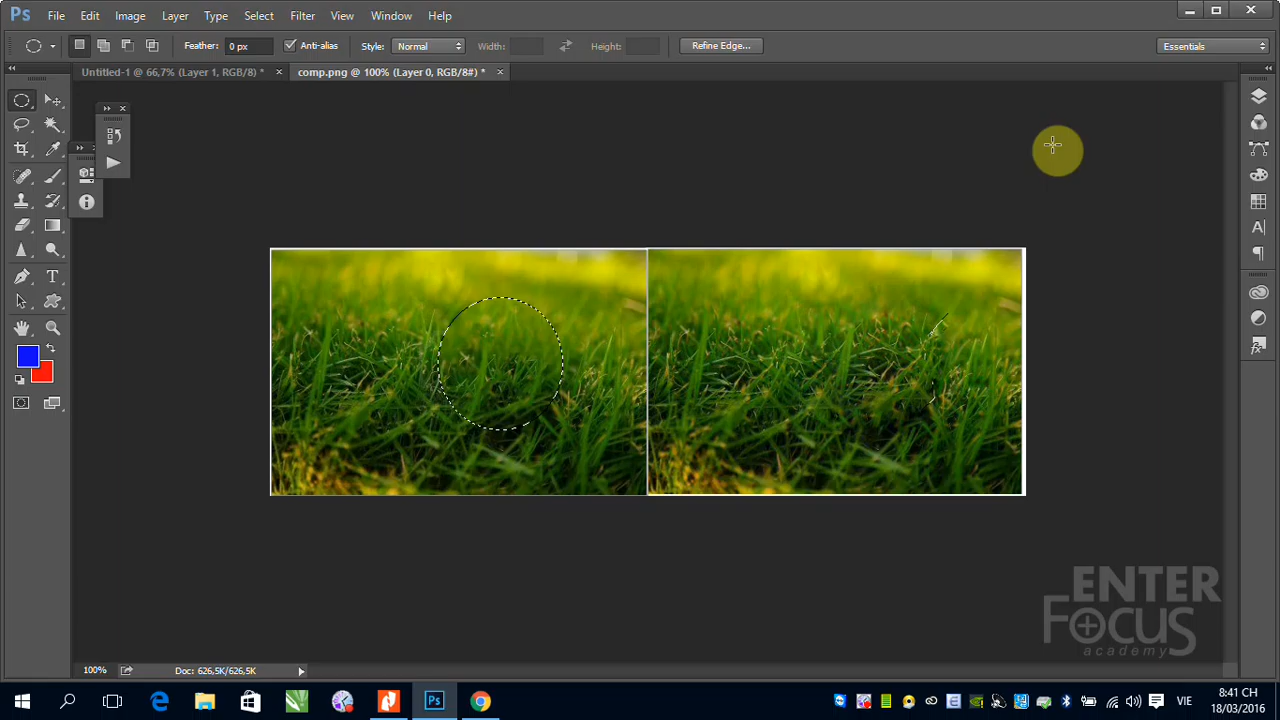 Ps File Edit Image Layer Type Select Filter View Window Help
Feather: 0 px Anti-alias Style: Normal Width: Height: Refine Edge... Essentials
Untitled-1 @ 66,7% (Layer 1, RGB/8) * × comp.png @ 100% (Layer 0, RGB/8#) * ×
ENTER
FOCUS
academy
100% Doc: 626,5K/626,5K
Ps VIE 8:41 CH
18/03/2016